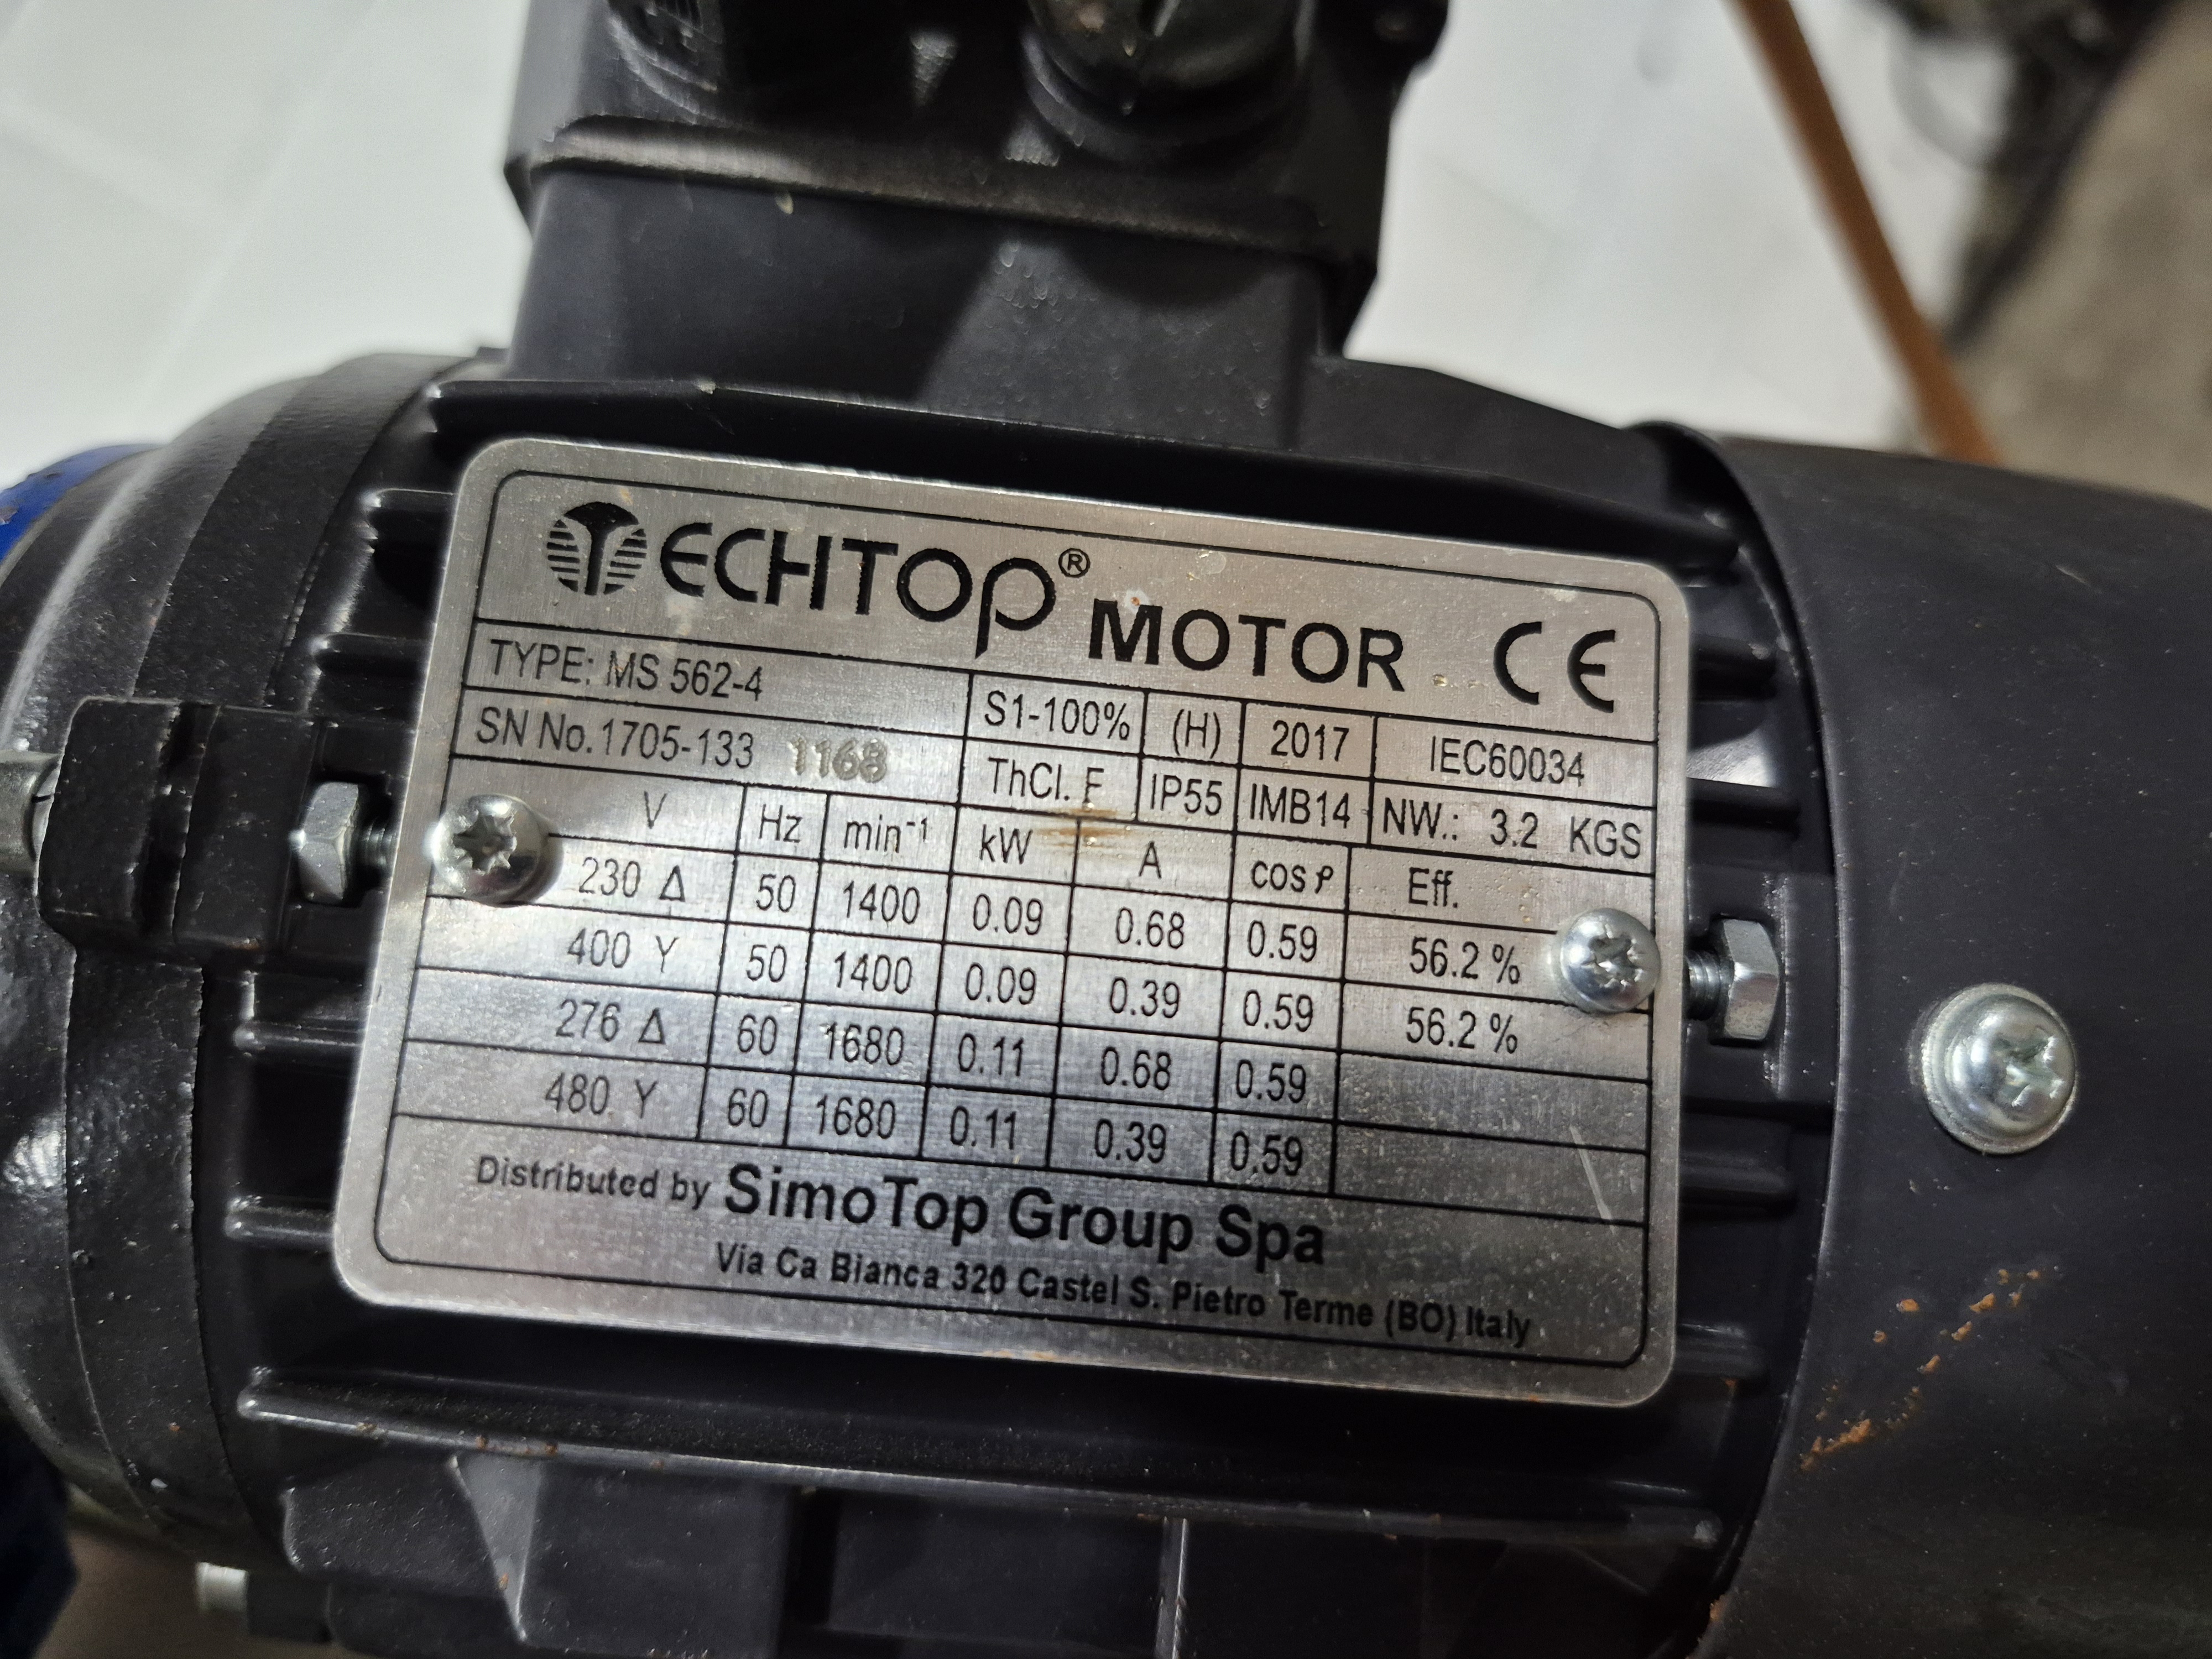 TECHTOP® MOTOR CE
TYPE: MS 562-4 S1-100% (H) 2017 IEC60034
SN No. 1705-133 1168 ThCl. F IP55 IMB14 NW.: 3.2 KGS
V Hz min⁻¹ kW A cos φ Eff.
230 Δ 50 1400 0.09 0.68 0.59 56.2 %
400 Y 50 1400 0.09 0.39 0.59 56.2 %
276 Δ 60 1680 0.11 0.68 0.59
480 Y 60 1680 0.11 0.39 0.59
Distributed by SimoTop Group Spa
Via Ca Bianca 320 Castel S. Pietro Terme (BO) Italy